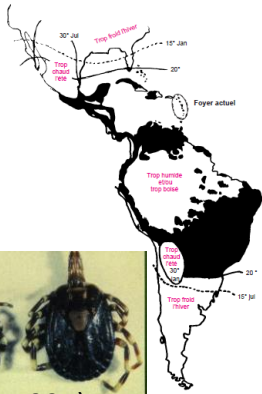 Trop froid l'hiver
30° Jul
15° Jan
20°
Trop
chaud
l'été
Foyer actuel
Trop humide
et/ou
trop boisé
Trop
chaud
l'été
30°
jan
20 °
15° jul
Trop froid
l'hiver